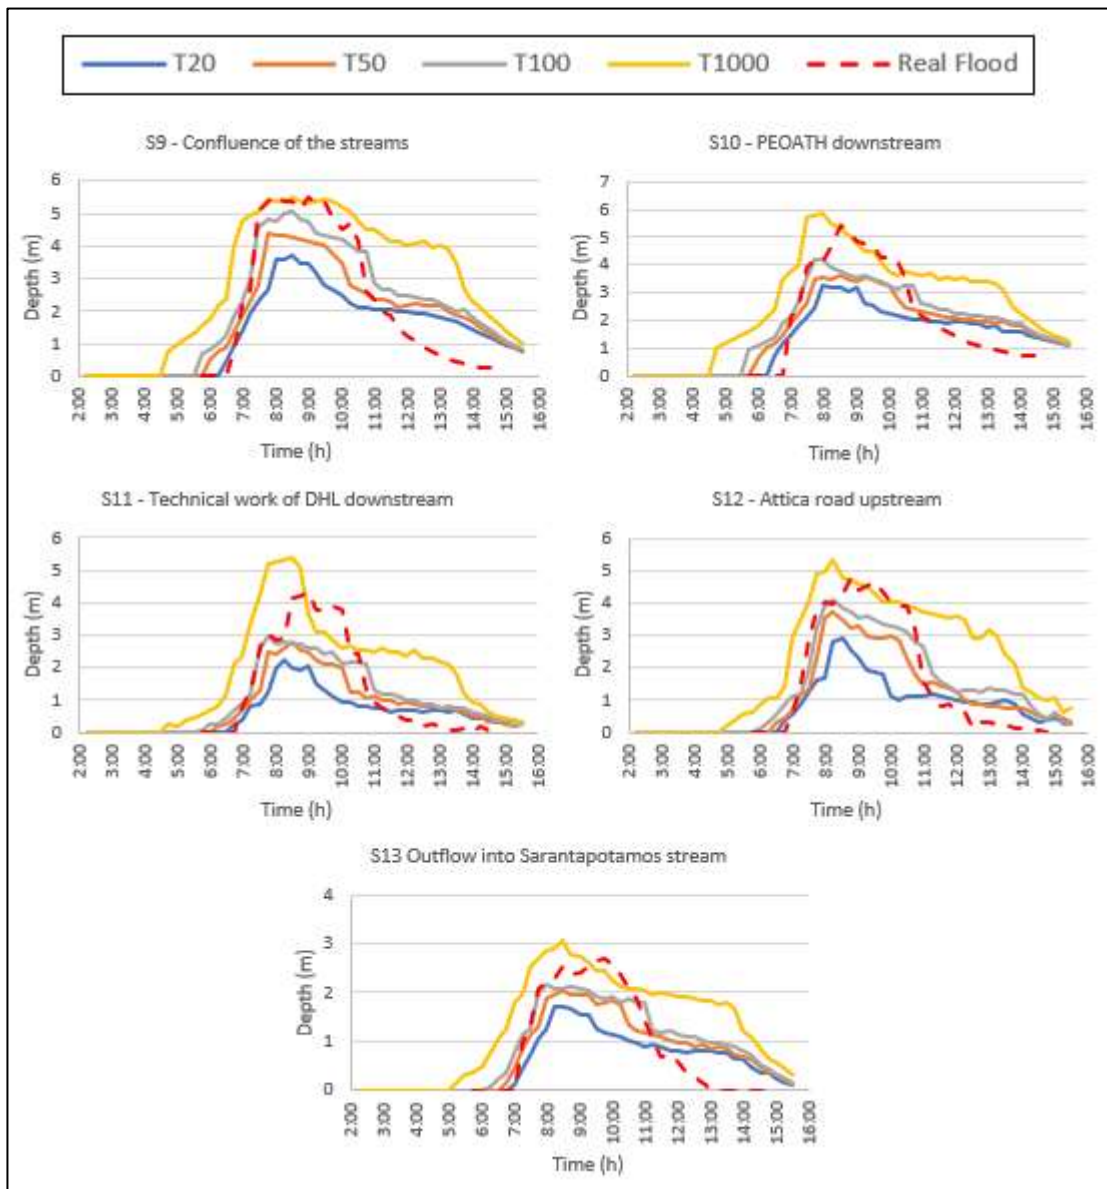 T20 T50 T100 T1000 Real Flood
S9 - Confluence of the streams
Depth (m)
6
5
4
3
2
1
0
2:00 3:00 4:00 5:00 6:00 7:00 8:00 9:00 10:00 11:00 12:00 13:00 14:00 15:00 16:00
Time (h)
S10 - PEOATH downstream
Depth (m)
7
6
5
4
3
2
1
0
2:00 3:00 4:00 5:00 6:00 7:00 8:00 9:00 10:00 11:00 12:00 13:00 14:00 15:00 16:00
Time (h)
S11 - Technical work of DHL downstream
Depth (m)
6
5
4
3
2
1
0
2:00 3:00 4:00 5:00 6:00 7:00 8:00 9:00 10:00 11:00 12:00 13:00 14:00 15:00 16:00
Time (h)
S12 - Attica road upstream
Depth (m)
6
5
4
3
2
1
0
2:00 3:00 4:00 5:00 6:00 7:00 8:00 9:00 10:00 11:00 12:00 13:00 14:00 15:00 16:00
Time (h)
S13 Outflow into Sarantapotamos stream
Depth (m)
4
3
2
1
0
2:00 3:00 4:00 5:00 6:00 7:00 8:00 9:00 10:00 11:00 12:00 13:00 14:00 15:00 16:00
Time (h)